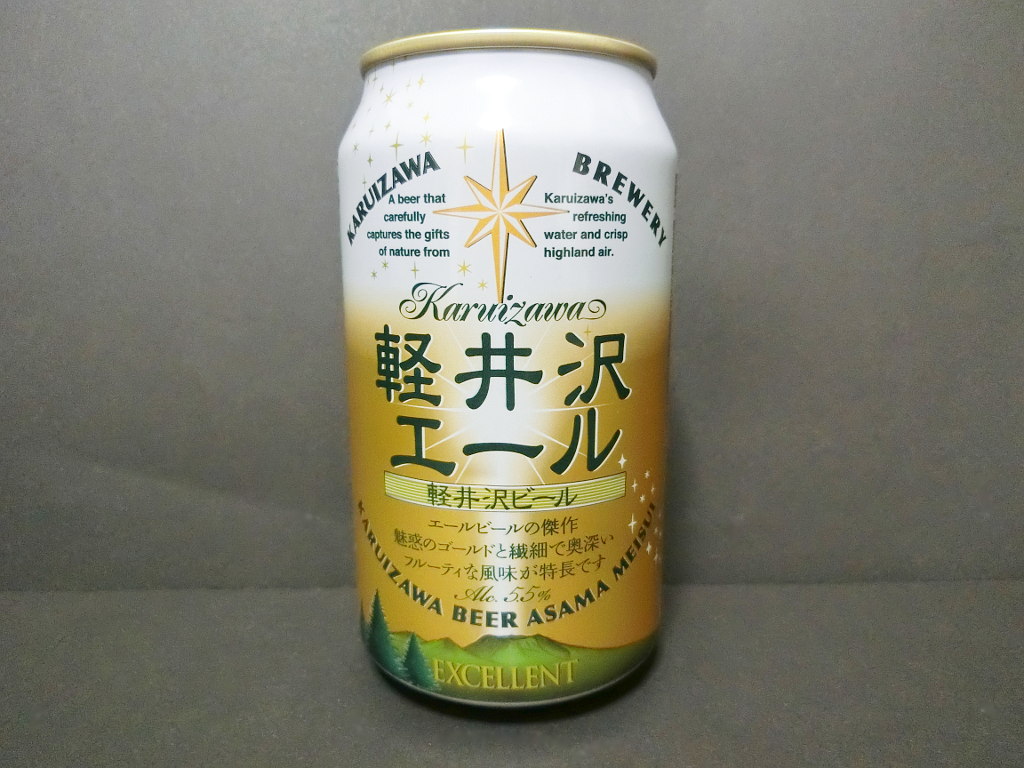 KARUIZAWA BREWERY
A beer that
carefully
captures the gifts
of nature from
Karuizawa's
refreshing
water and crisp
highland air.
Karuizawa
軽井沢
エール
軽井沢ビール
エールビールの傑作
魅惑のゴールドと繊細で奥深い
フルーティな風味が特長です
Alc. 5.5%
KARUIZAWA BEER ASAMA MEISUI
EXCELLENT